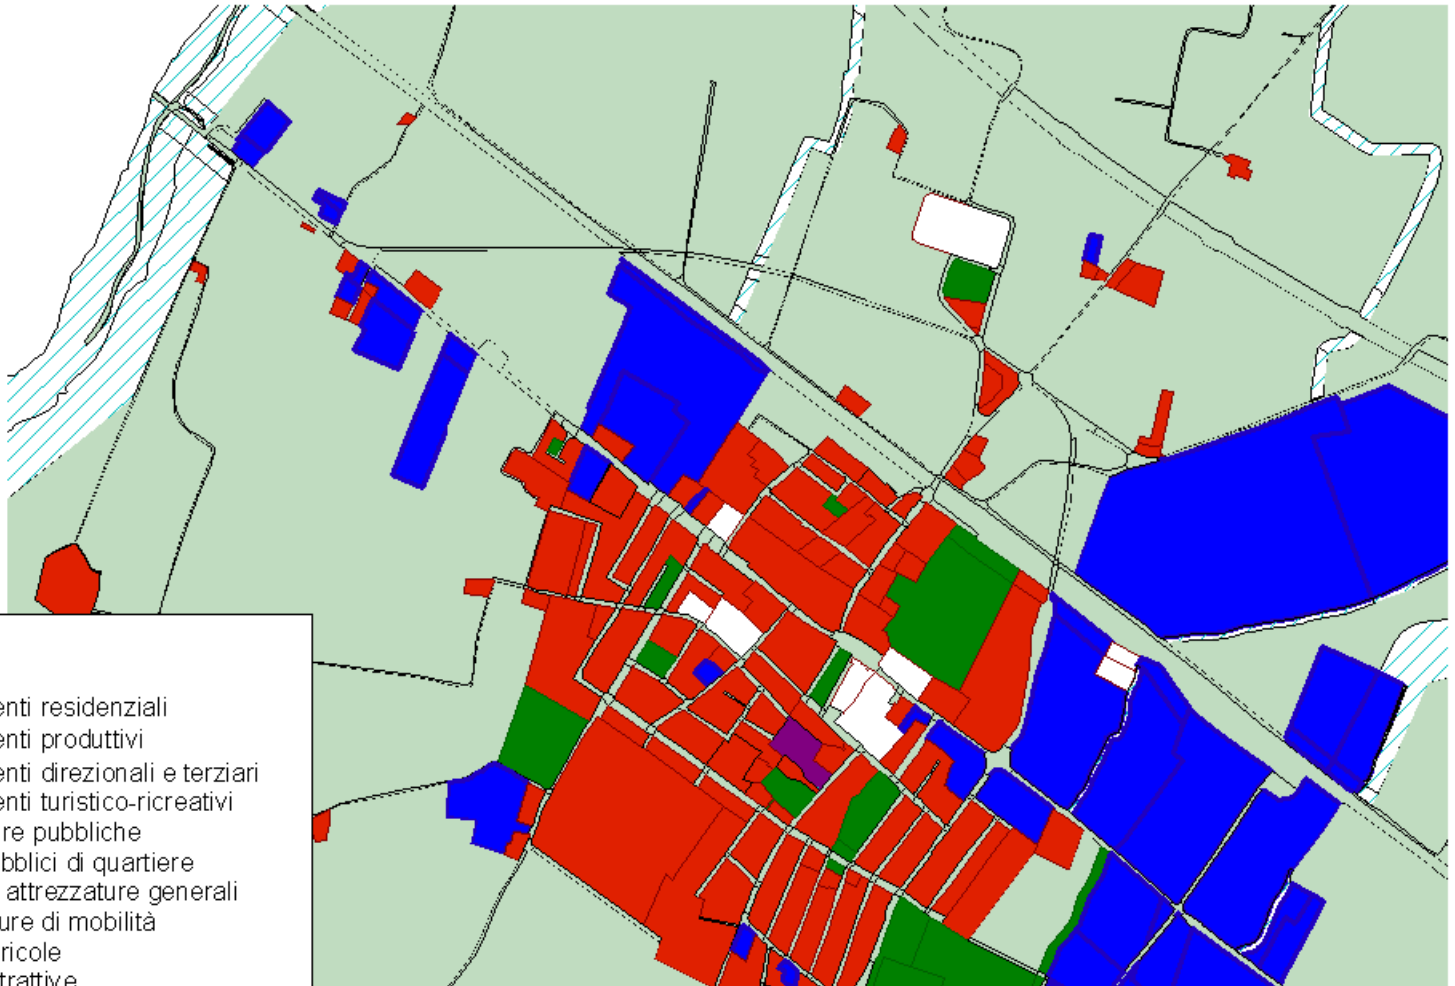 enti residenziali
enti produttivi
enti direzionali e terziari
enti turistico-ricreativi
re pubbliche
bblici di quartiere
attrezzature generali
ure di mobilità
ricole
trattive